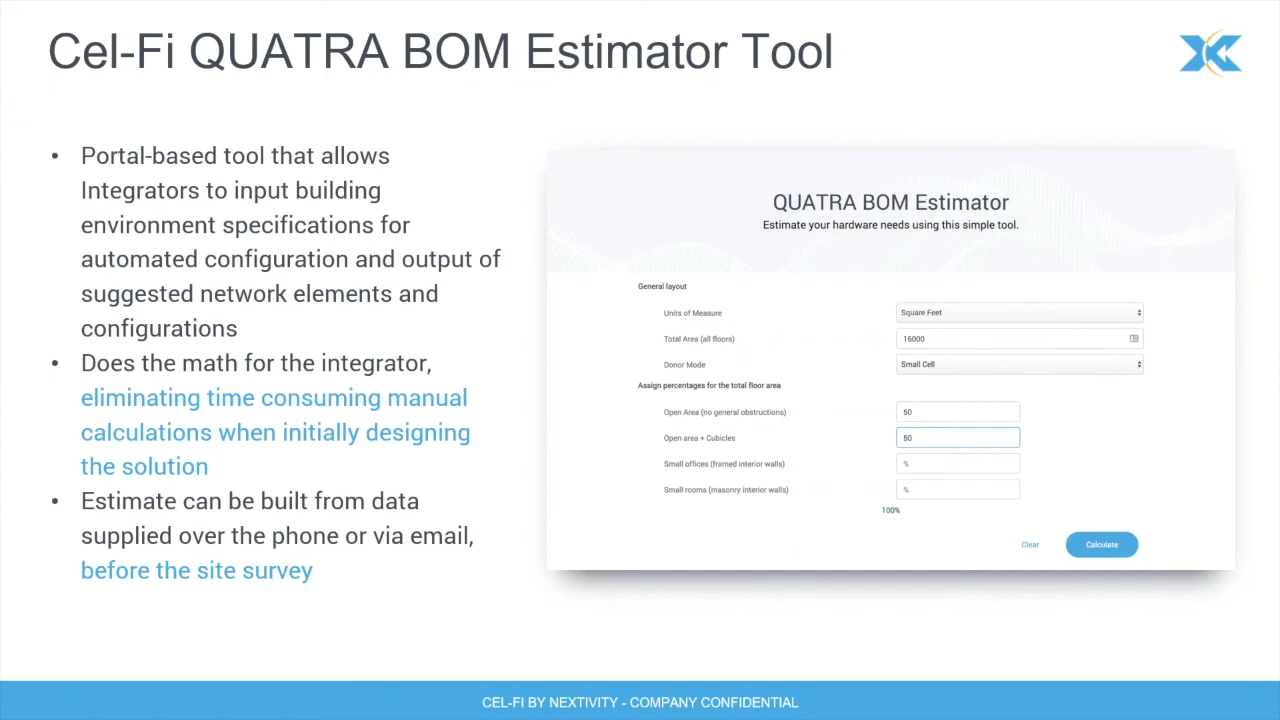 Cel-Fi QUATRA BOM Estimator Tool
• Portal-based tool that allows
Integrators to input building
environment specifications for
automated configuration and output of
suggested network elements and
configurations
• Does the math for the integrator,
eliminating time consuming manual
calculations when initially designing
the solution
• Estimate can be built from data
supplied over the phone or via email,
before the site survey
QUATRA BOM Estimator
Estimate your hardware needs using this simple tool.
General layout
Units of Measure Square Feet
Total Area (all floors) 16000
Donor Mode Small Cell
Assign percentages for the total floor area
Open Area (no general obstructions) 50
Open area + Cubicles 50
Small offices (framed interior walls) %
Small rooms (masonry interior walls) %
100%
Clear Calculate
CEL-FI BY NEXTIVITY - COMPANY CONFIDENTIAL